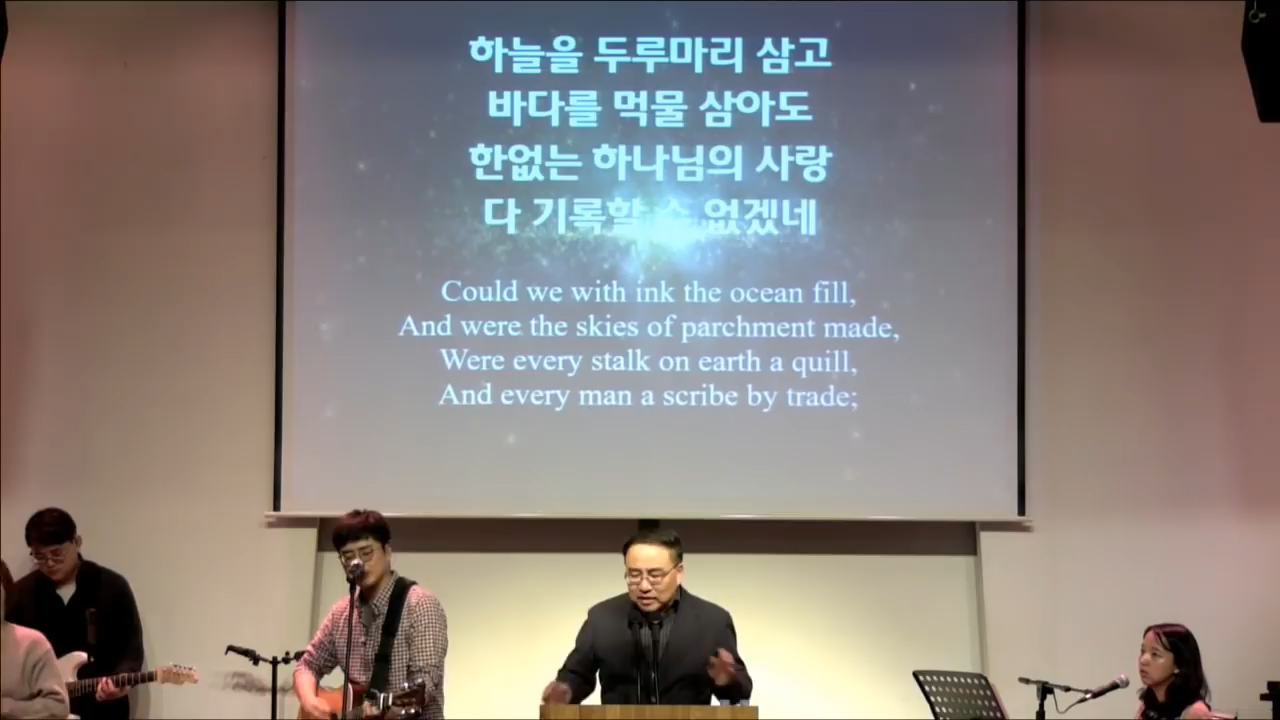 하늘을 두루마리 삼고
바다를 먹물 삼아도
한없는 하나님의 사랑
다 기록할 수 없겠네
Could we with ink the ocean fill,
And were the skies of parchment made,
Were every stalk on earth a quill,
And every man a scribe by trade;